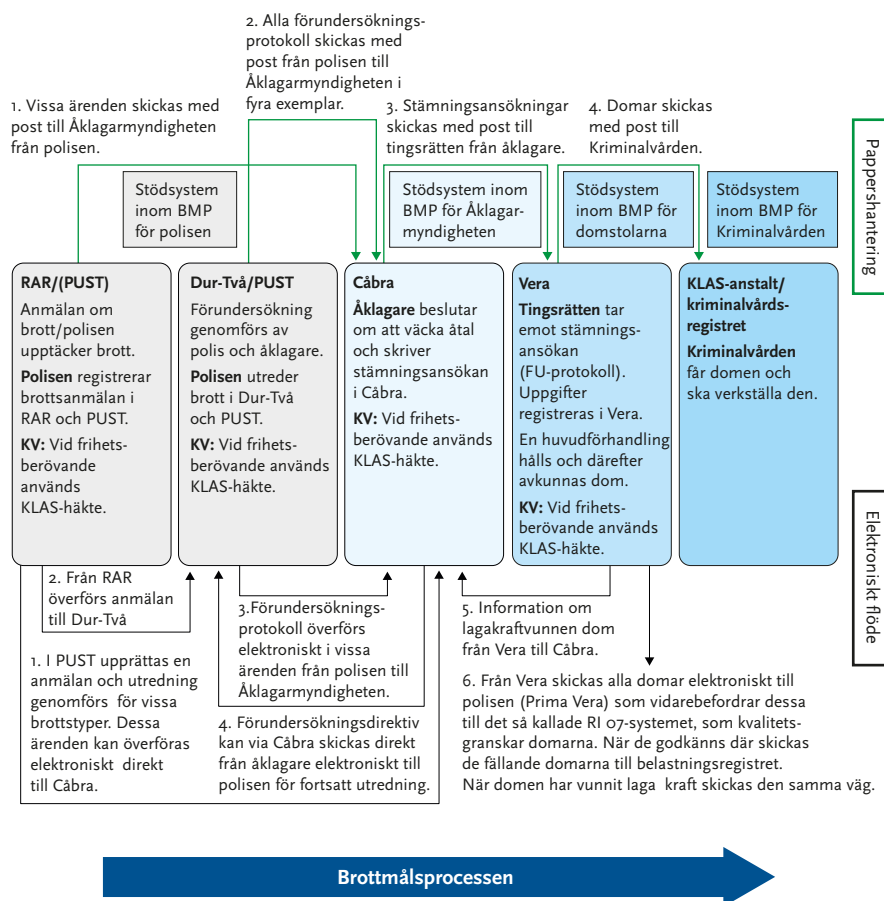 2. Alla förundersöknings-
protokoll skickas med
post från polisen till
Åklagarmyndigheten i
fyra exemplar.
1. Vissa ärenden skickas med
post till Åklagarmyndigheten
från polisen.
3. Stämningsansökningar
skickas med post till
tingsrätten från åklagare.
4. Domar skickas
med post till
Kriminalvården.
Pappershantering
Stödsystem
inom BMP
för polisen
Stödsystem inom
BMP för Åklagar-
myndigheten
Stödsystem
inom BMP för
domstolarna
Stödsystem
inom BMP för
Kriminalvården
RAR/(PUST)
Anmälan om
brott/polisen
upptäcker brott.
Polisen registrerar
brottsanmälan i
RAR och PUST.
KV: Vid frihets-
berövande
används
KLAS-häkte.
Dur-Två/PUST
Förundersökning
genomförs av
polis och åklagare.
Polisen utreder
brott i Dur-Två
och PUST.
KV: Vid frihets-
berövande används
KLAS-häkte.
Cåbra
Åklagare beslutar
om att väcka åtal
och skriver
stämningsansökan
i Cåbra.
KV: Vid frihets-
berövande används
KLAS-häkte.
Vera
Tingsrätten tar
emot stämnings-
ansökan
(FU-protokoll).
Uppgifter
registreras i Vera.
En huvudförhandling
hålls och därefter
avkunnas dom.
KV: Vid frihets-
berövande används
KLAS-häkte.
KLAS-anstalt/
kriminalvårds-
registret
Kriminalvården
får domen och
ska verkställa den.
Elektroniskt flöde
2. Från RAR
överförs anmälan
till Dur-Två
1. I PUST upprättas en
anmälan och utredning
genomförs för vissa
brottstyper. Dessa
ärenden kan överföras
elektroniskt direkt
till Cåbra.
3.Förundersöknings-
protokoll överförs
elektroniskt i vissa
ärenden från polisen till
Åklagarmyndigheten.
4. Förundersökningsdirektiv
kan via Cåbra skickas direkt
från åklagare elektroniskt till
polisen för fortsatt utredning.
5. Information om
lagakraftvunnen dom
från Vera till Cåbra.
6. Från Vera skickas alla domar elektroniskt till
polisen (Prima Vera) som vidarebefordrar dessa
till det så kallade RI 07-systemet, som kvalitets-
granskar domarna. När de godkänns där skickas
de fällande domarna till belastningsregistret.
När domen har vunnit laga kraft skickas den samma väg.
Brottmålsprocessen